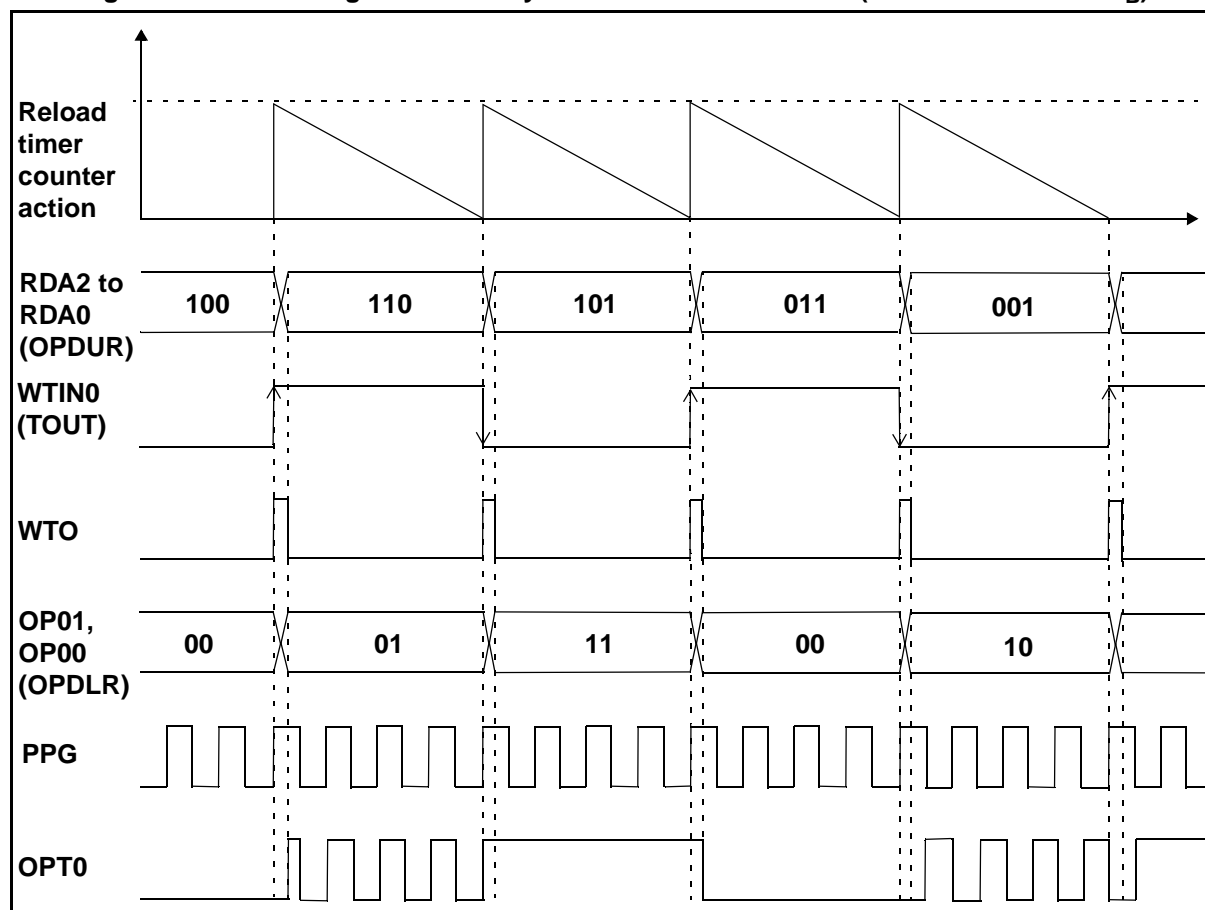 Reload
timer
counter
action
RDA2 to
RDA0
(OPDUR)
100 110 101 011 001
WTIN0
(TOUT)
WTO
OP01,
OP00
(OPDLR)
00 01 11 00 10
PPG
OPT0